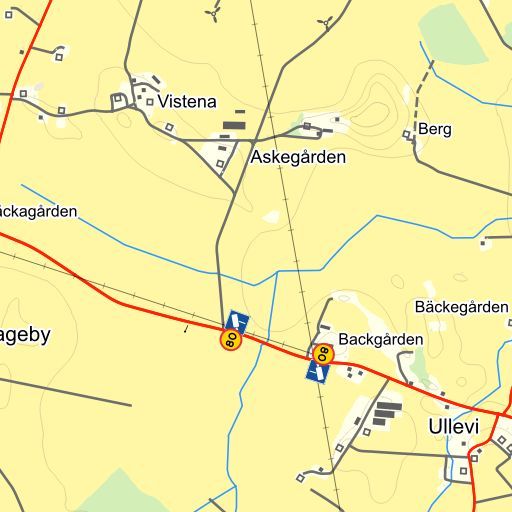 Vistena
Berg
Askegården
äckagården
Bäckegården
ageby
80
Backgården
80
Ullevi